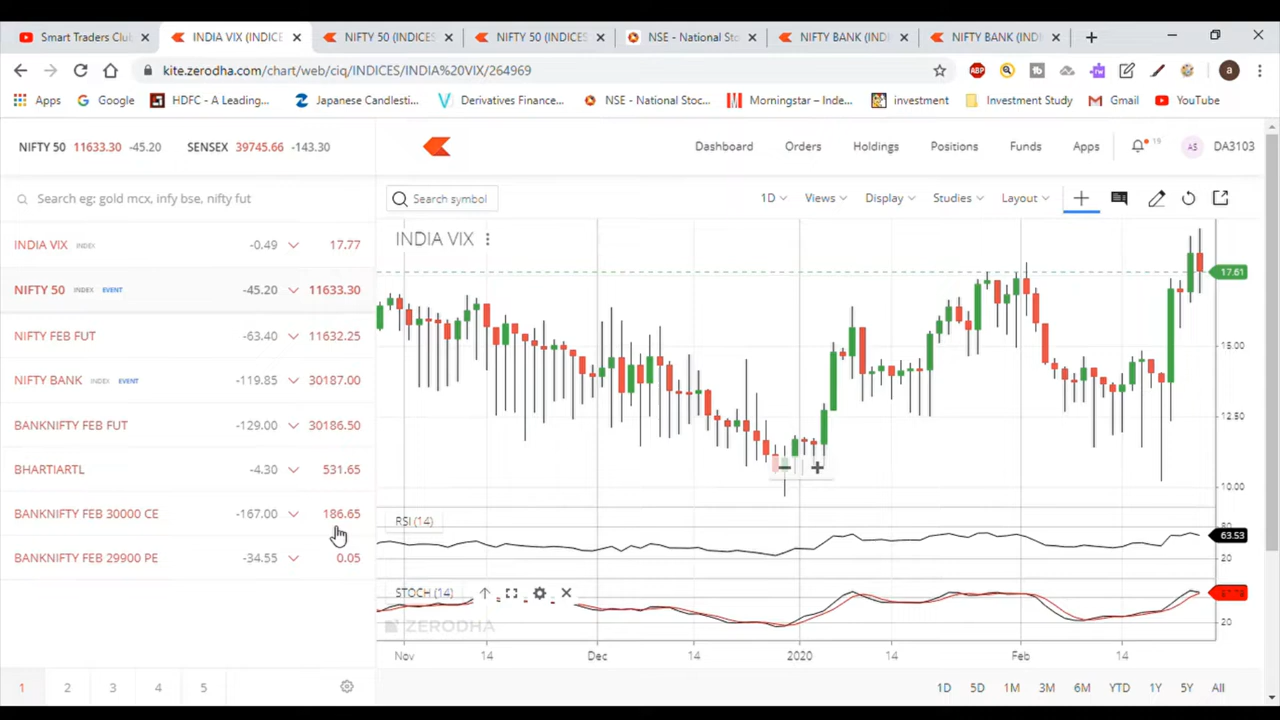 Smart Traders Clu
INDIA VIX (INDICE
NIFTY 50 (INDICES
NIFTY 50 (INDICES
NSE - National Sto
NIFTY BANK (INDI
NIFTY BANK (INDI
kite.zerodha.com/chart/web/ciq/INDICES/INDIA%20VIX/264969
ABP
a
Apps
Google
HDFC - A Leading...
Japanese Candlesti...
Derivatives Finance...
NSE - National Stoc...
Morningstar – Inde...
investment
Investment Study
Gmail
YouTube
NIFTY 50 11633.30 -45.20 SENSEX 39745.66 -143.30
Dashboard Orders Holdings Positions Funds Apps 19 AS DA3103
Search eg: gold mcx, infy bse, nifty fut
Search symbol 1D Views Display Studies Layout
INDIA VIX INDEX -0.49 17.77
NIFTY 50 INDEX EVENT -45.20 11633.30
NIFTY FEB FUT -63.40 11632.25
NIFTY BANK INDEX EVENT -119.85 30187.00
BANKNIFTY FEB FUT -129.00 30186.50
BHARTIARTL -4.30 531.65
BANKNIFTY FEB 30000 CE -167.00 186.65
BANKNIFTY FEB 29900 PE -34.55 0.05
1 2 3 4 5
INDIA VIX
17.61
15.00
12.50
10.00
RSI (14)
80
63.53
20
STOCH (14)
20
ZERODHA
Nov 14 Dec 14 2020 14 Feb 14
1D 5D 1M 3M 6M YTD 1Y 5Y All